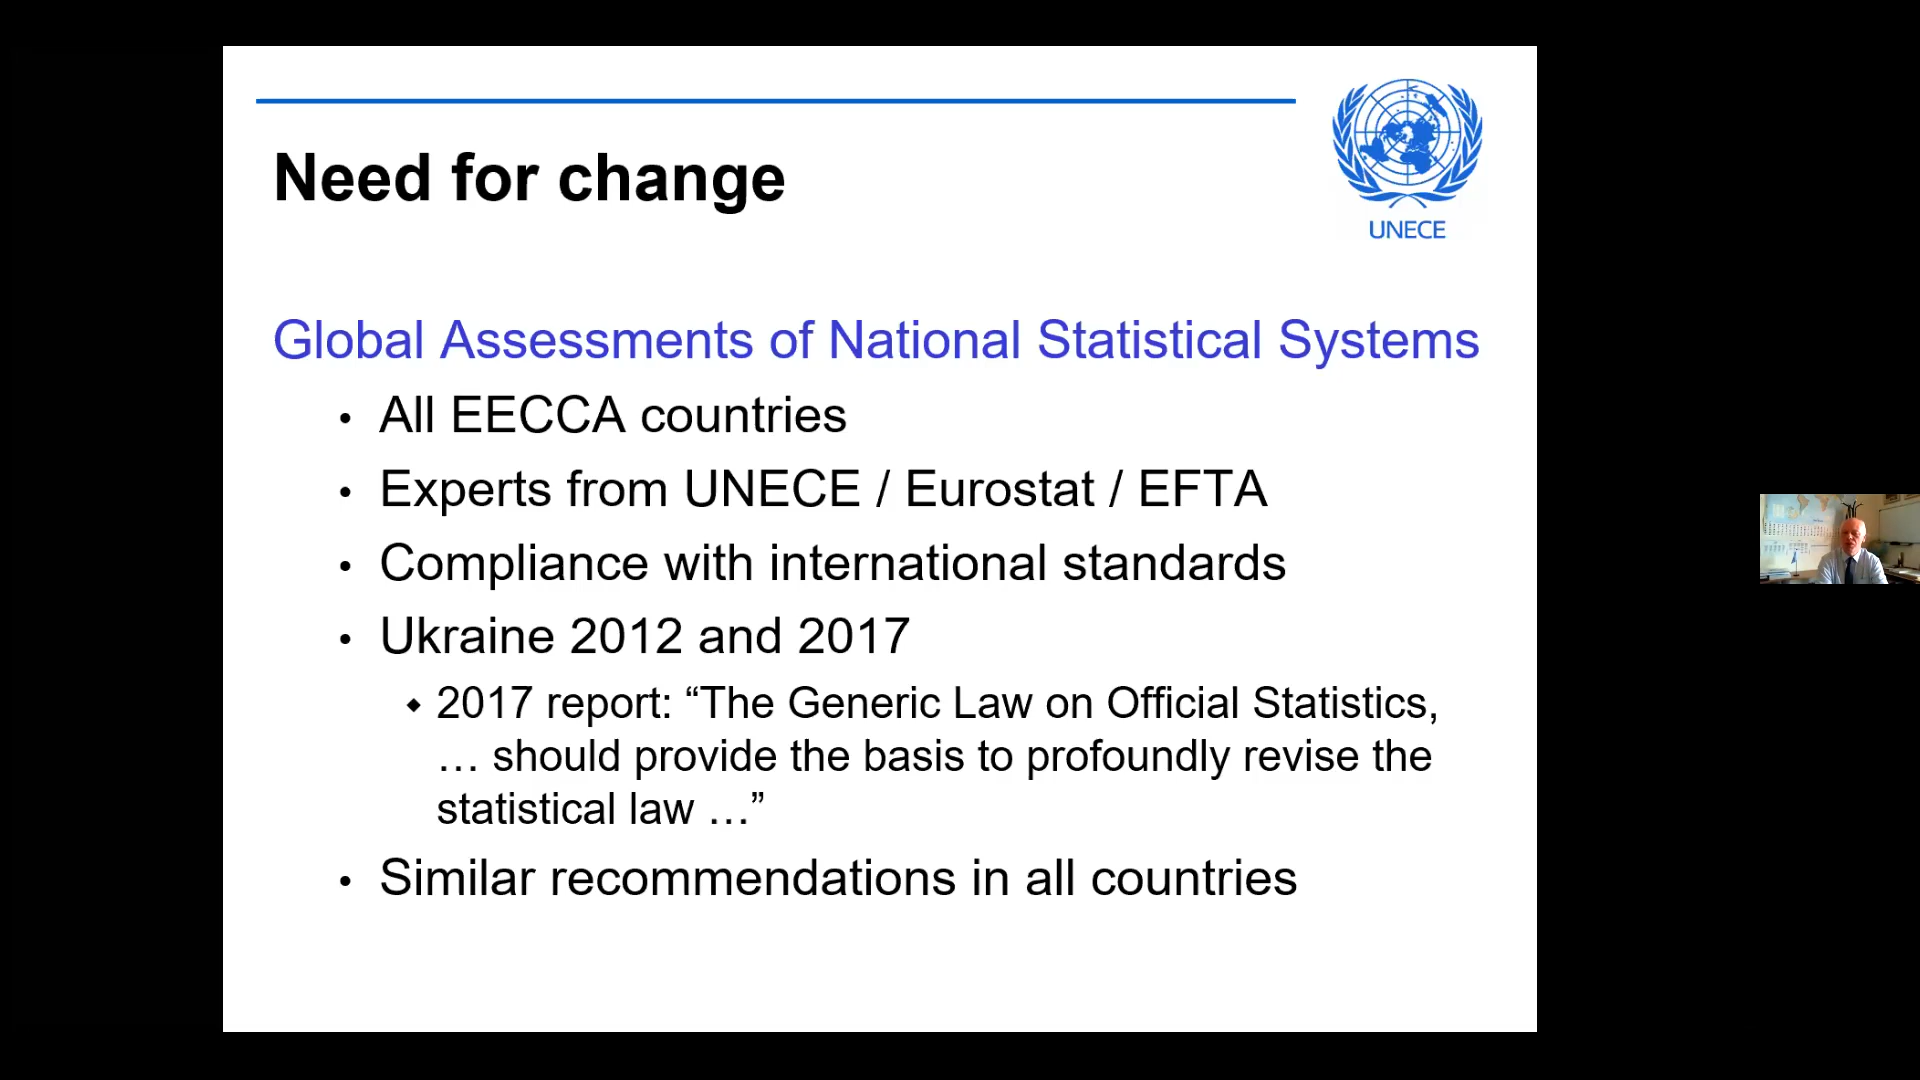 Need for change
UNECE
Global Assessments of National Statistical Systems
• All EECCA countries
• Experts from UNECE / Eurostat / EFTA
• Compliance with international standards
• Ukraine 2012 and 2017
◆ 2017 report: “The Generic Law on Official Statistics,
… should provide the basis to profoundly revise the
statistical law …”
• Similar recommendations in all countries